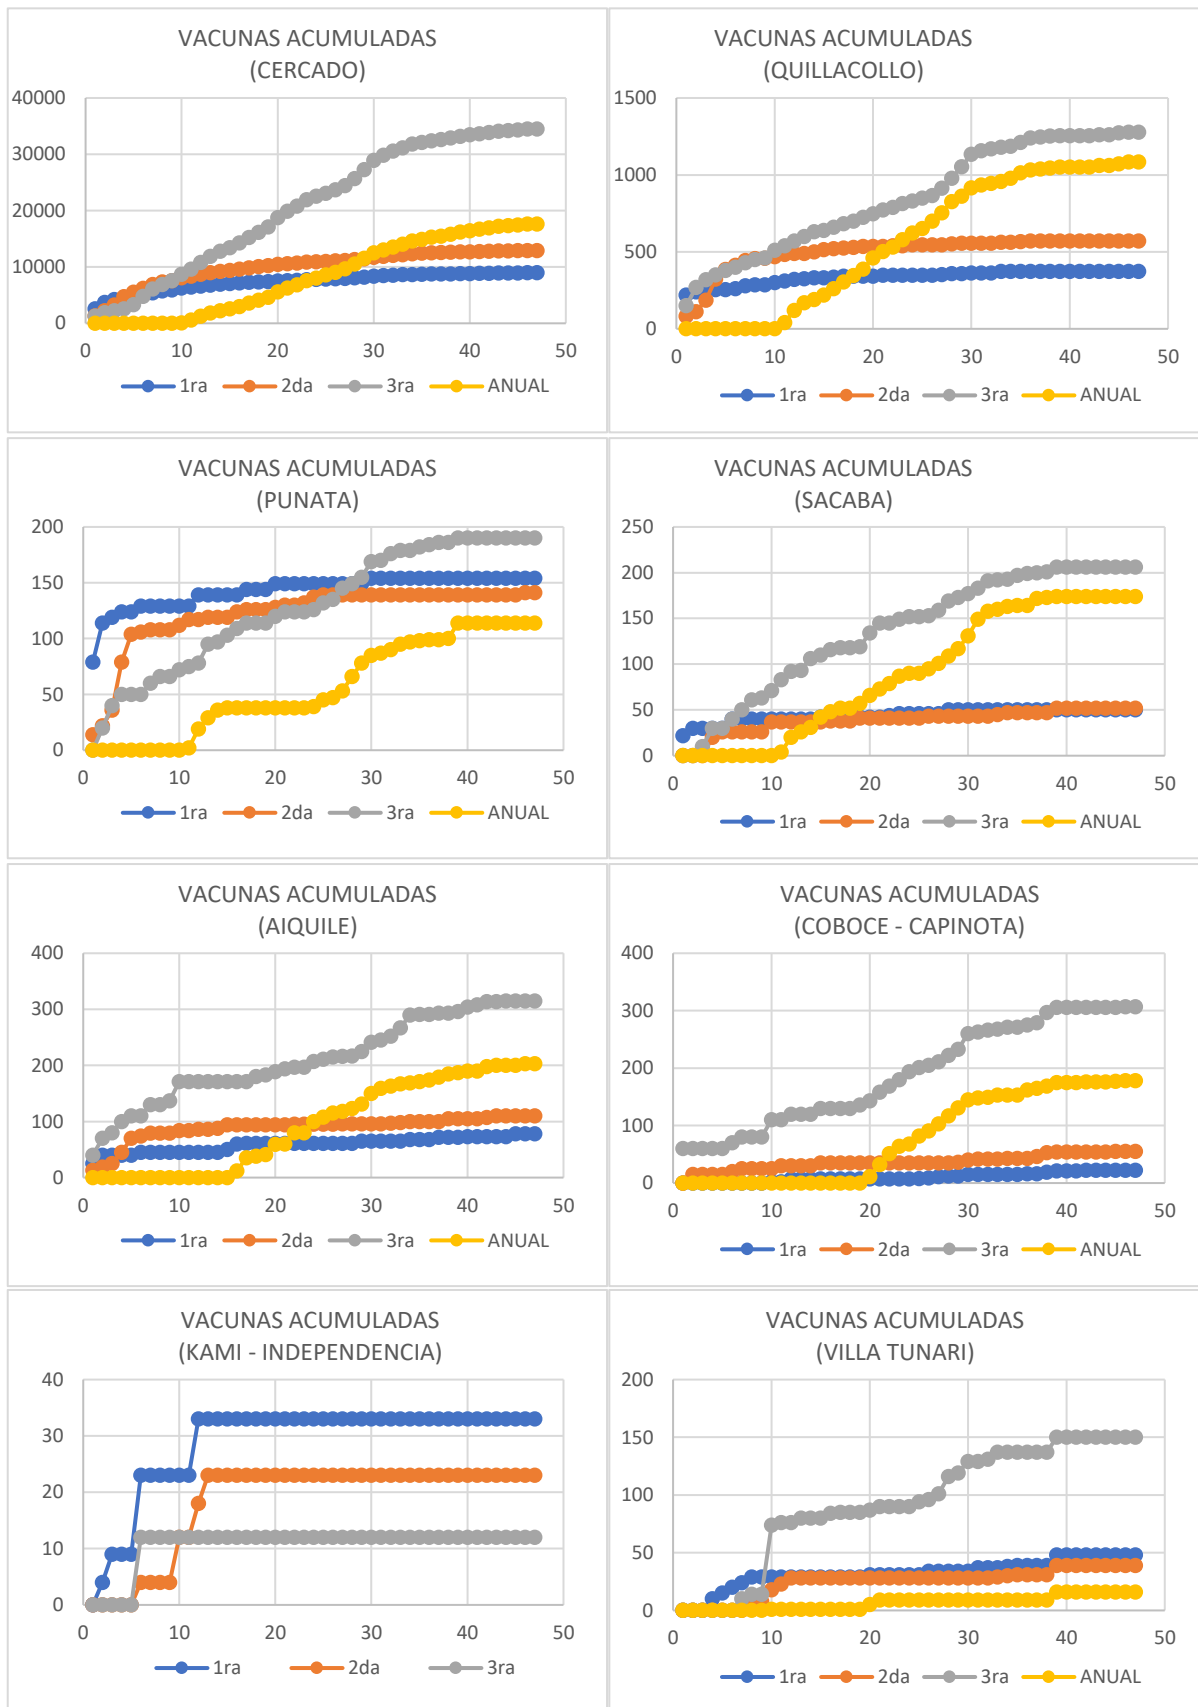 VACUNAS ACUMULADAS
(CERCADO)
40000
30000
20000
10000
0
0 10 20 30 40 50
1ra 2da 3ra ANUAL
VACUNAS ACUMULADAS
(QUILLACOLLO)
1500
1000
500
0
0 10 20 30 40 50
1ra 2da 3ra ANUAL
VACUNAS ACUMULADAS
(PUNATA)
200
150
100
50
0
0 10 20 30 40 50
1ra 2da 3ra ANUAL
VACUNAS ACUMULADAS
(SACABA)
250
200
150
100
50
0
0 10 20 30 40 50
1ra 2da 3ra ANUAL
VACUNAS ACUMULADAS
(AIQUILE)
400
300
200
100
0
0 10 20 30 40 50
1ra 2da 3ra ANUAL
VACUNAS ACUMULADAS
(COBOCE - CAPINOTA)
400
300
200
100
0
0 10 20 30 40 50
1ra 2da 3ra ANUAL
VACUNAS ACUMULADAS
(KAMI - INDEPENDENCIA)
40
30
20
10
0
0 10 20 30 40 50
1ra 2da 3ra
VACUNAS ACUMULADAS
(VILLA TUNARI)
200
150
100
50
0
0 10 20 30 40 50
1ra 2da 3ra ANUAL